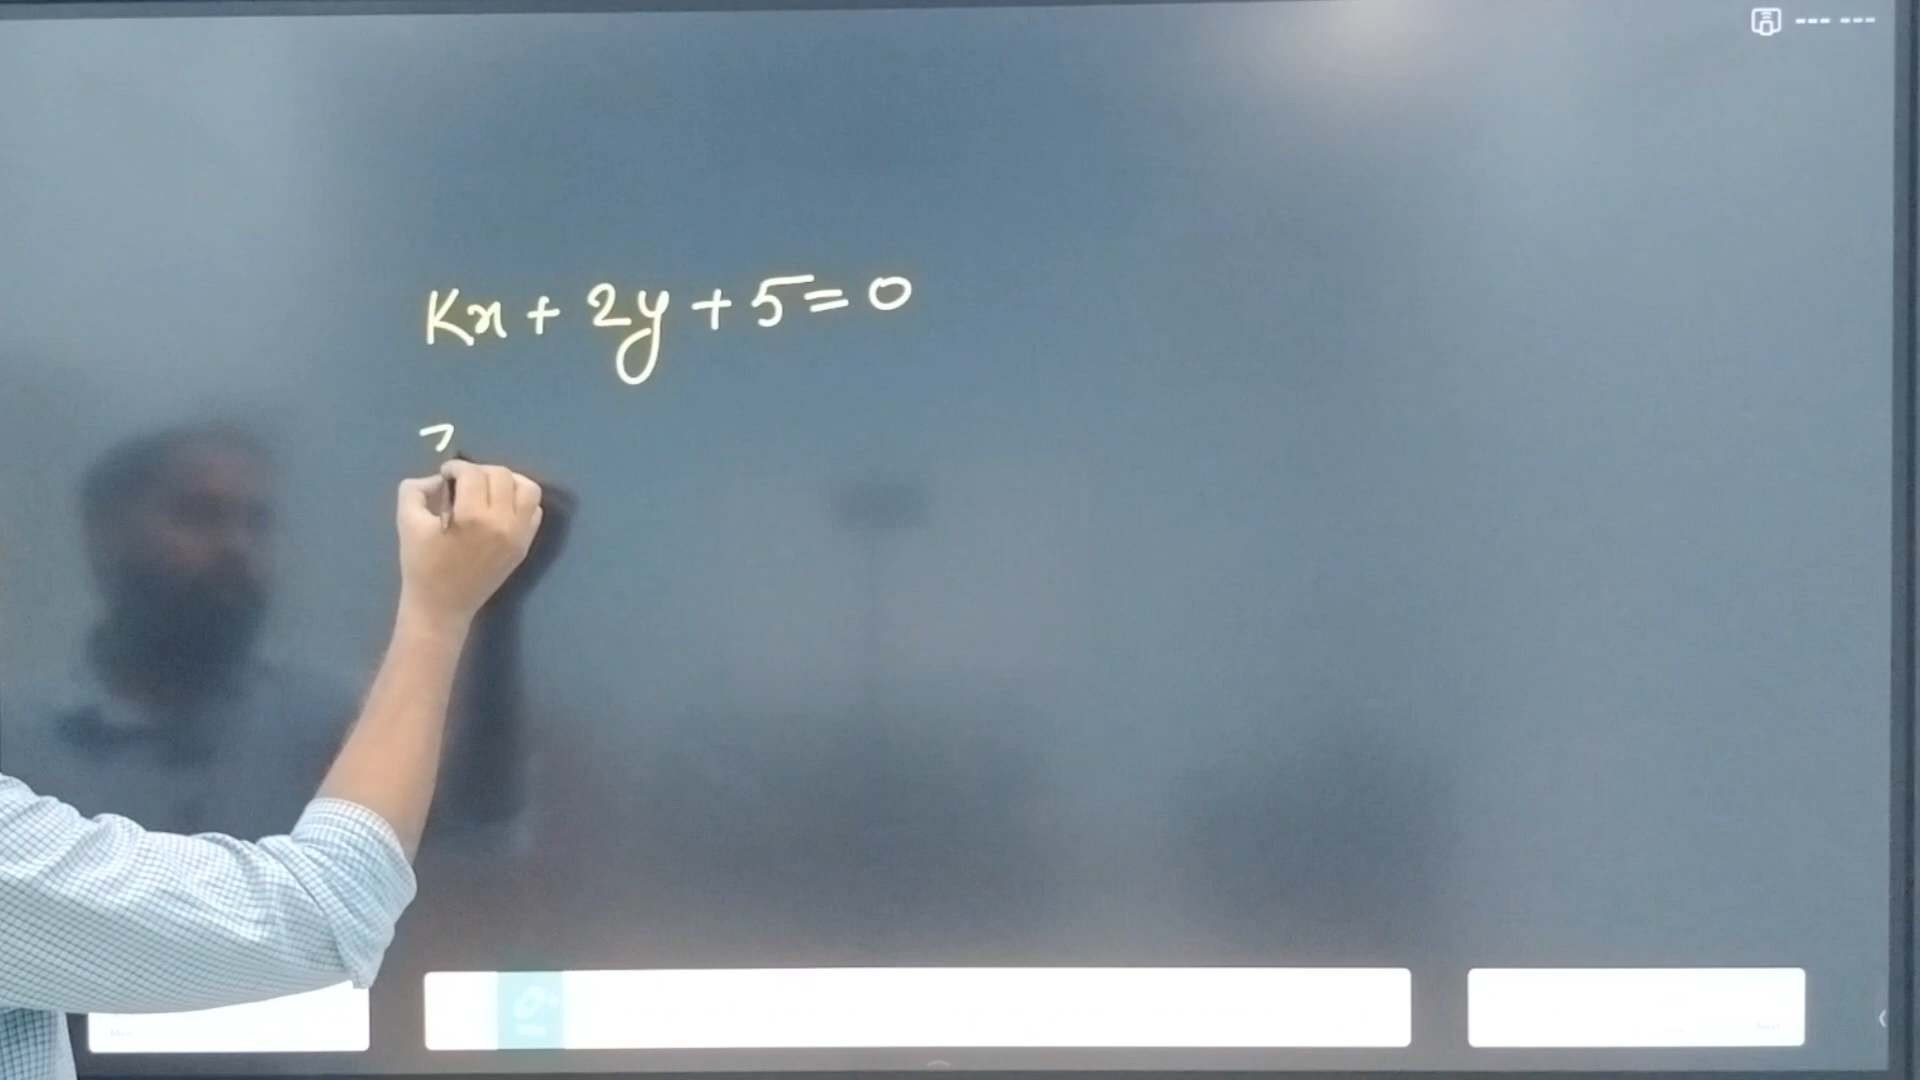 Kx + 2y + 5 = 0